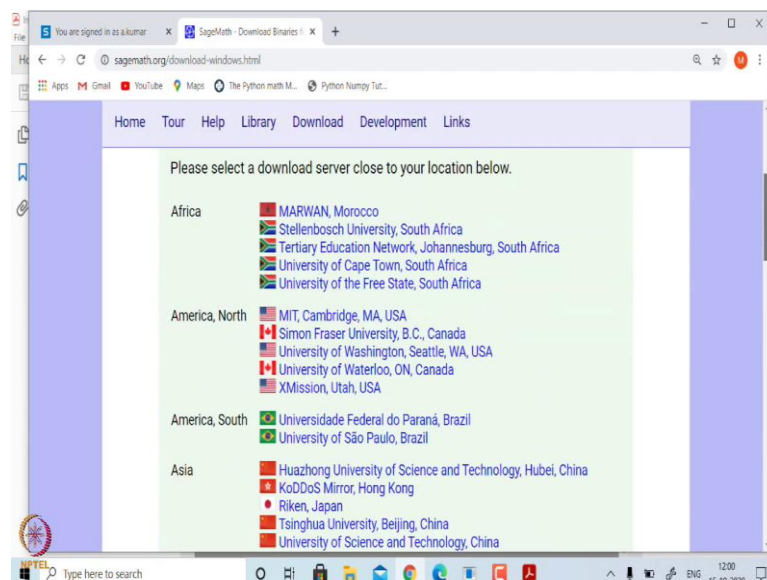 File
You are signed in as a.kumar
SageMath - Download Binaries
sagemath.org/download-windows.html
Apps
Gmail
YouTube
Maps
The Python math M...
Python Numpy Tut...
Home Tour Help Library Download Development Links
Please select a download server close to your location below.
Africa
MARWAN, Morocco
Stellenbosch University, South Africa
Tertiary Education Network, Johannesburg, South Africa
University of Cape Town, South Africa
University of the Free State, South Africa
America, North
MIT, Cambridge, MA, USA
Simon Fraser University, B.C., Canada
University of Washington, Seattle, WA, USA
University of Waterloo, ON, Canada
XMission, Utah, USA
America, South
Universidade Federal do Paraná, Brazil
University of São Paulo, Brazil
Asia
Huazhong University of Science and Technology, Hubei, China
KoDDoS Mirror, Hong Kong
Riken, Japan
Tsinghua University, Beijing, China
University of Science and Technology, China
NPTEL
Type here to search
ENG
12:00